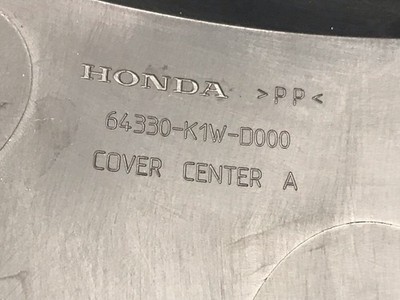 HONDA >PP<
64330-K1W-D000
COVER CENTER A